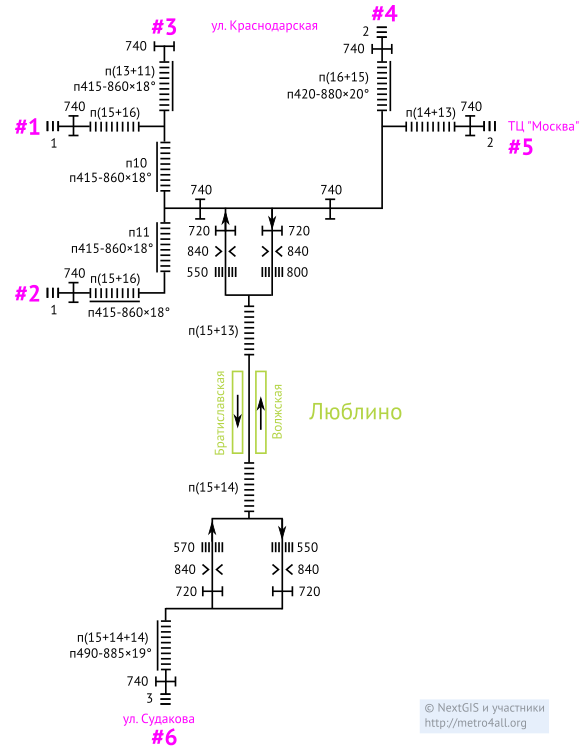 #3
ул. Краснодарская
#4
2
740
740
п(13+11)
п415-860×18°
п(16+15)
п420-880×20°
740
п(15+16)
#1
1
п(14+13)
740
2
ТЦ "Москва"
#5
п10
п415-860×18°
740
740
п11
п415-860×18°
720
720
840
840
550
800
740
п(15+16)
#2
1
п415-860×18°
п(15+13)
Братиславская
Волжская
Люблино
п(15+14)
570
550
840
840
720
720
п(15+14+14)
п490-885×19°
740
3
ул. Судакова
#6
© NextGIS и участники
http://metro4all.org